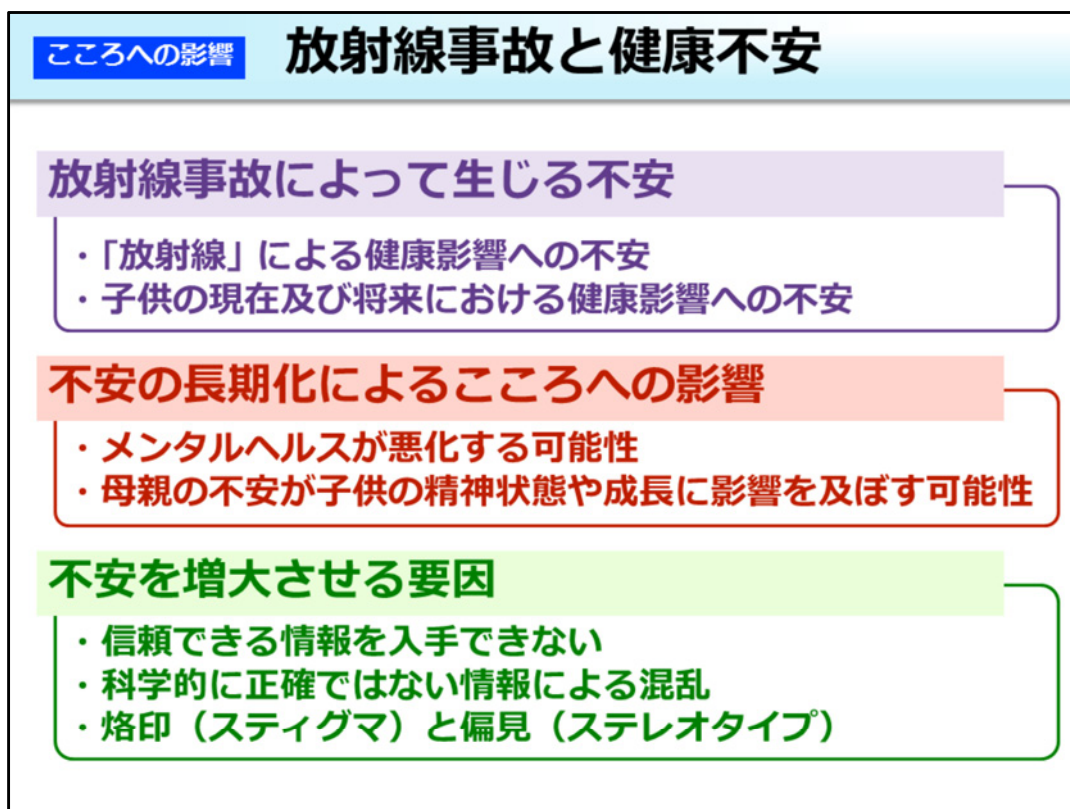 こころへの影響
放射線事故と健康不安
放射線事故によって生じる不安
・「放射線」による健康影響への不安
・子供の現在及び将来における健康影響への不安
不安の長期化によるこころへの影響
・メンタルヘルスが悪化する可能性
・母親の不安が子供の精神状態や成長に影響を及ぼす可能性
不安を増大させる要因
・信頼できる情報を入手できない
・科学的に正確ではない情報による混乱
・烙印（スティグマ）と偏見（ステレオタイプ）